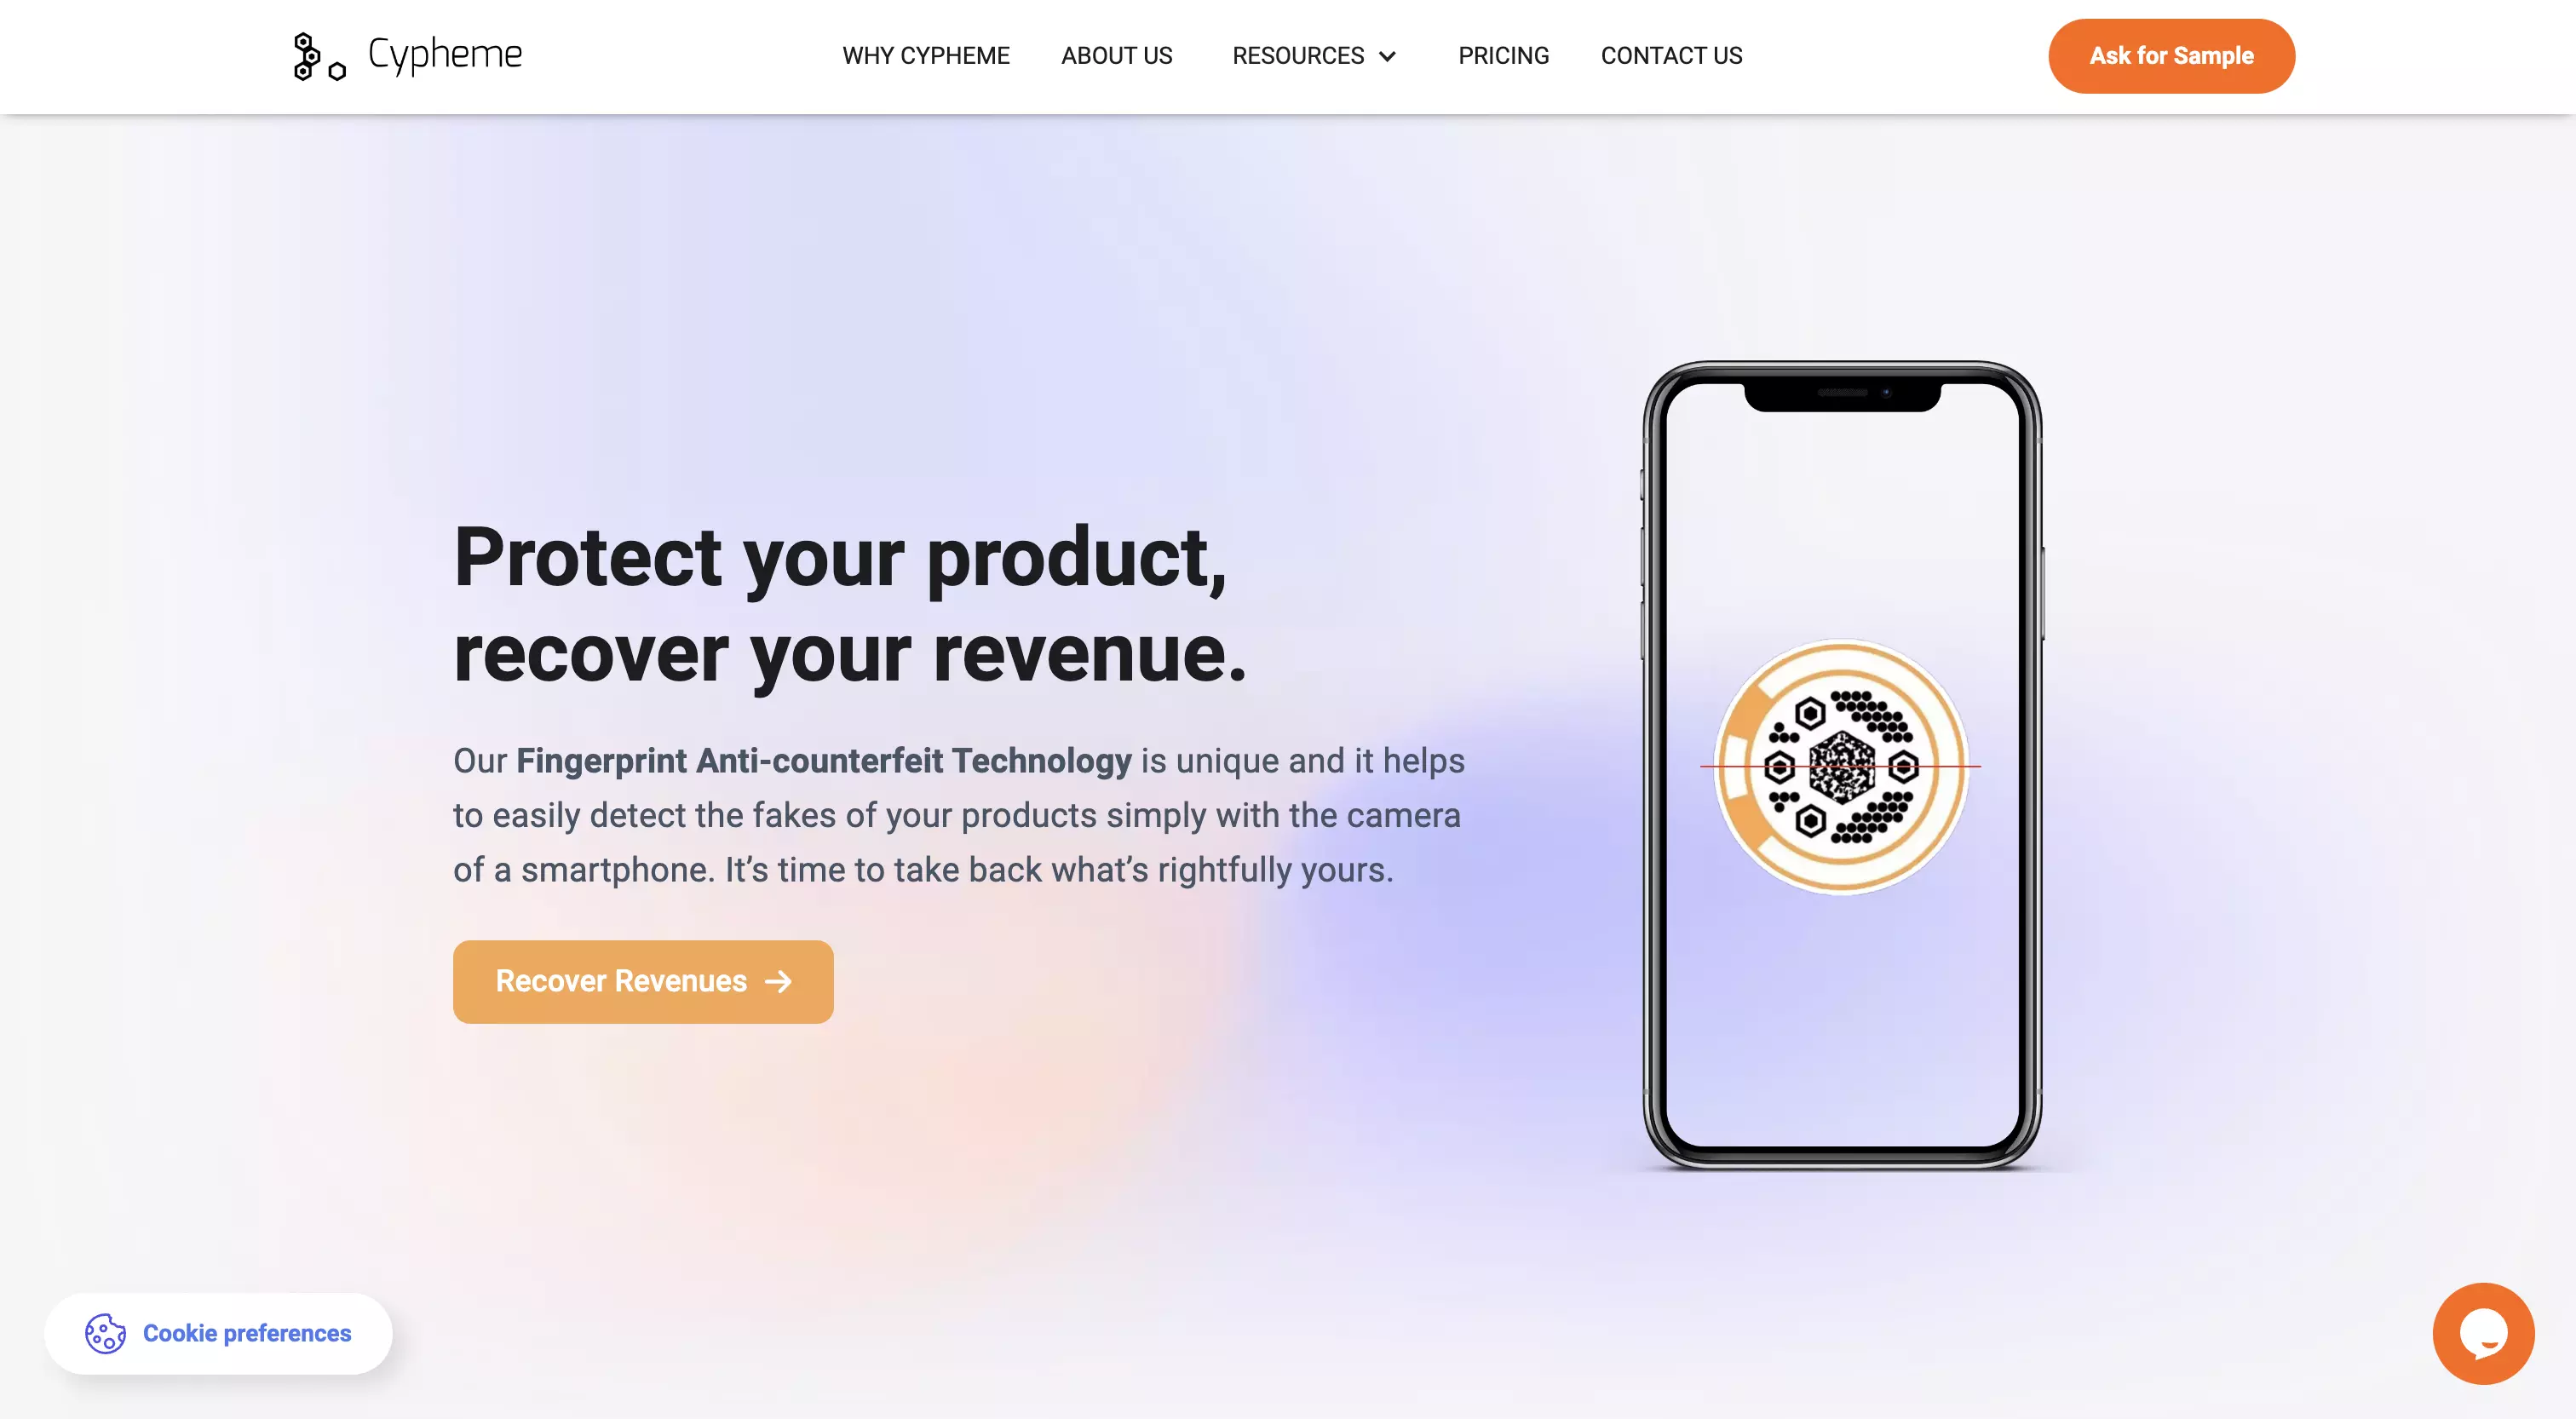 Cypheme
WHY CYPHEME
ABOUT US
RESOURCES
PRICING
CONTACT US
Ask for Sample
Protect your product,
recover your revenue.
Our Fingerprint Anti-counterfeit Technology is unique and it helps
to easily detect the fakes of your products simply with the camera
of a smartphone. It’s time to take back what’s rightfully yours.
Recover Revenues →
Cookie preferences